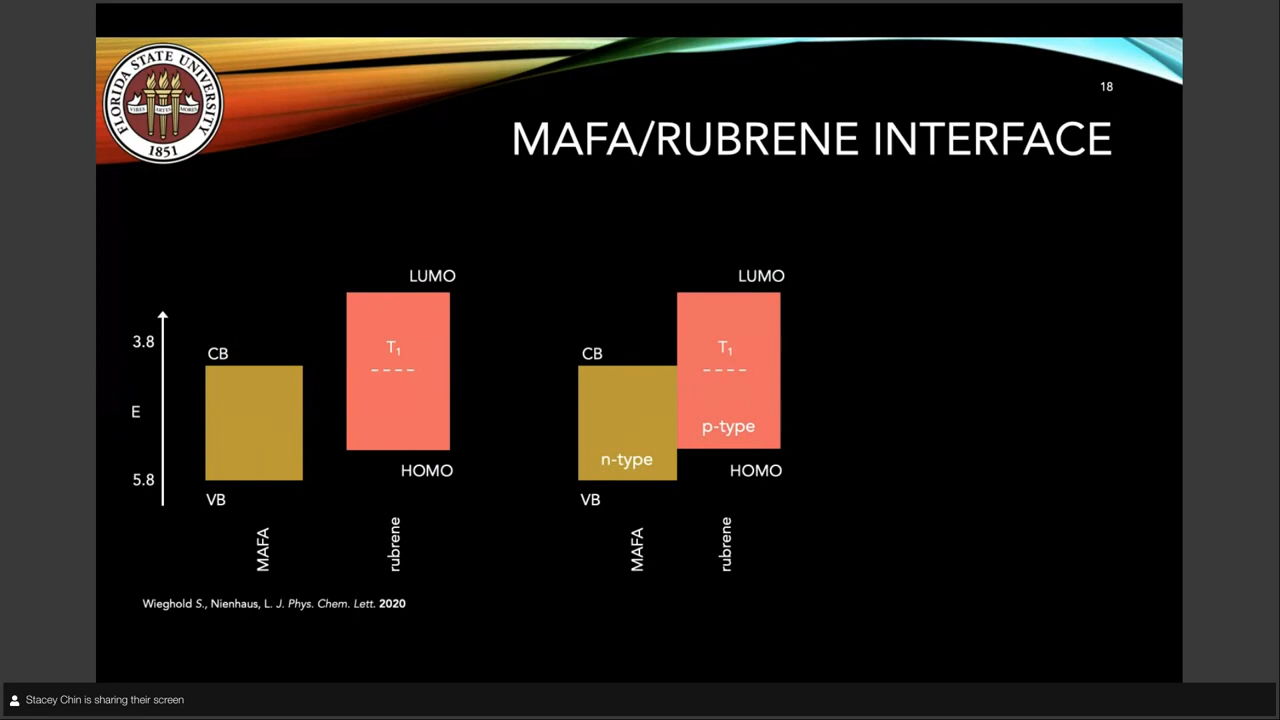 FLORIDA STATE UNIVERSITY
VIRES ARTES MORES
1851
18
MAFA/RUBRENE INTERFACE
LUMO
LUMO
3.8
CB
T₁
CB
T₁
E
p-type
n-type
5.8
HOMO
HOMO
VB
VB
MAFA
rubrene
MAFA
rubrene
Wieghold S., Nienhaus, L. J. Phys. Chem. Lett. 2020
Stacey Chin is sharing their screen